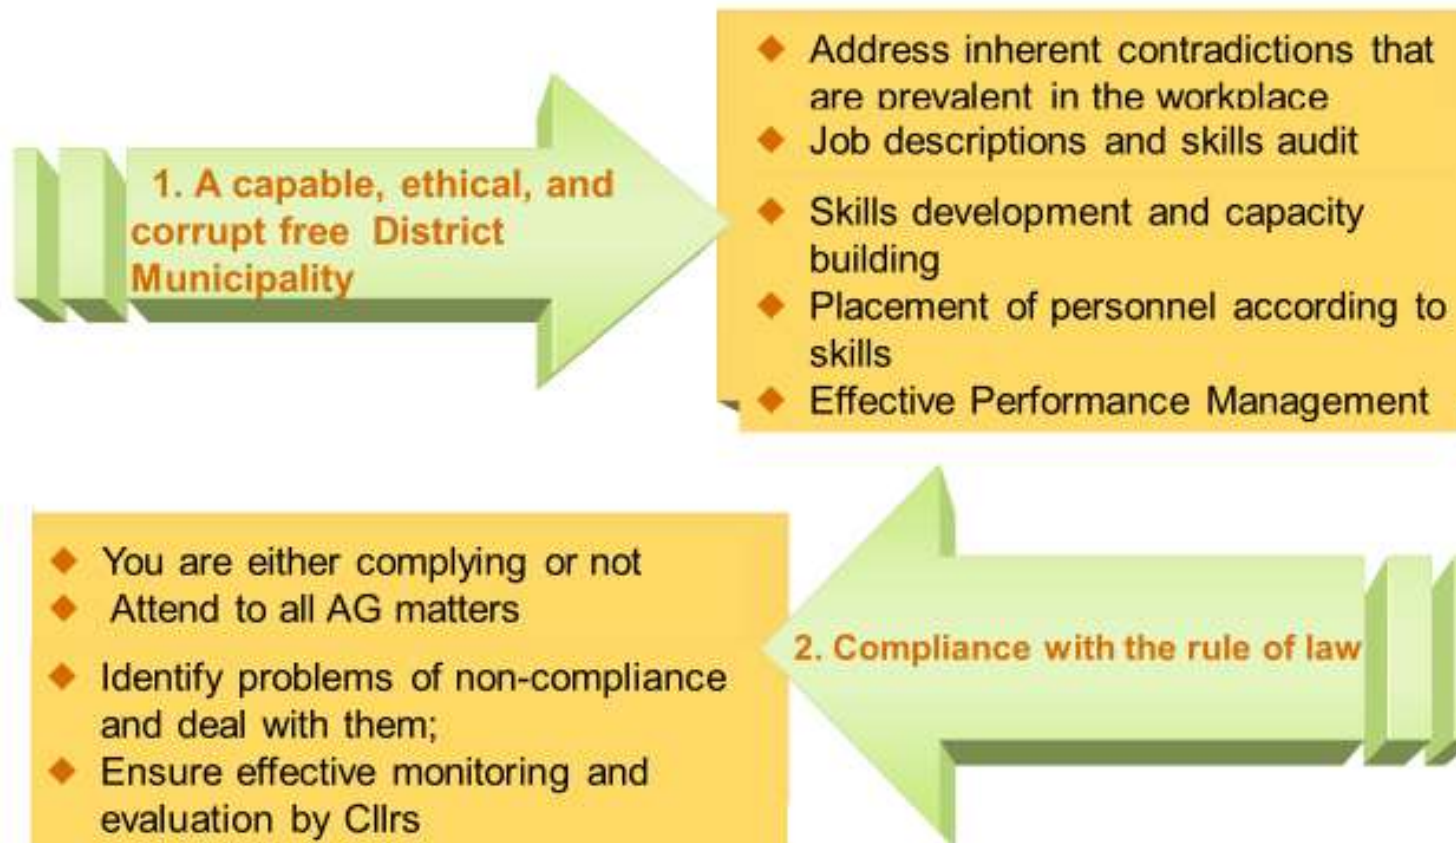 1. A capable, ethical, and
corrupt free District
Municipality
◆ Address inherent contradictions that
are prevalent in the workplace
◆ Job descriptions and skills audit
◆ Skills development and capacity
building
◆ Placement of personnel according to
skills
◆ Effective Performance Management
◆ You are either complying or not
◆ Attend to all AG matters
◆ Identify problems of non-compliance
and deal with them;
◆ Ensure effective monitoring and
evaluation by Cllrs
2. Compliance with the rule of law